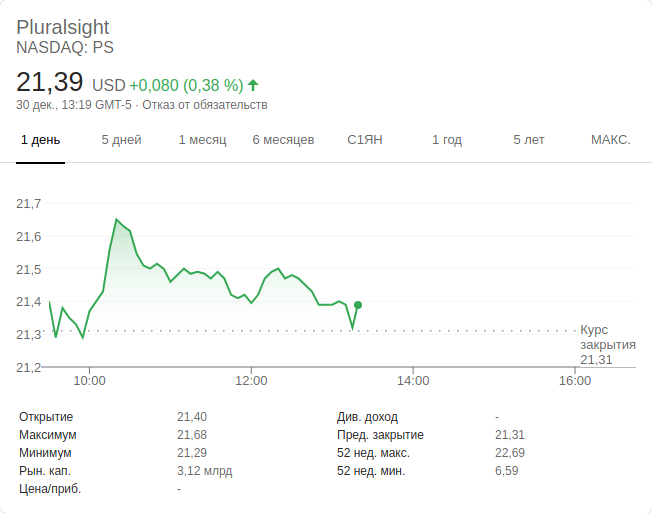 Pluralsight
NASDAQ: PS
21,39 USD +0,080 (0,38 %)
30 дек., 13:19 GMT-5 · Отказ от обязательств
1 день 5 дней 1 месяц 6 месяцев С1ЯН 1 год 5 лет МАКС.
21,7
21,6
21,5
21,4
21,3
21,2
Курс
закрытия
21,31
10:00 12:00 14:00 16:00
Открытие 21,40 Див. доход -
Максимум 21,68 Пред. закрытие 21,31
Минимум 21,29 52 нед. макс. 22,69
Рын. кап. 3,12 млрд 52 нед. мин. 6,59
Цена/приб. -